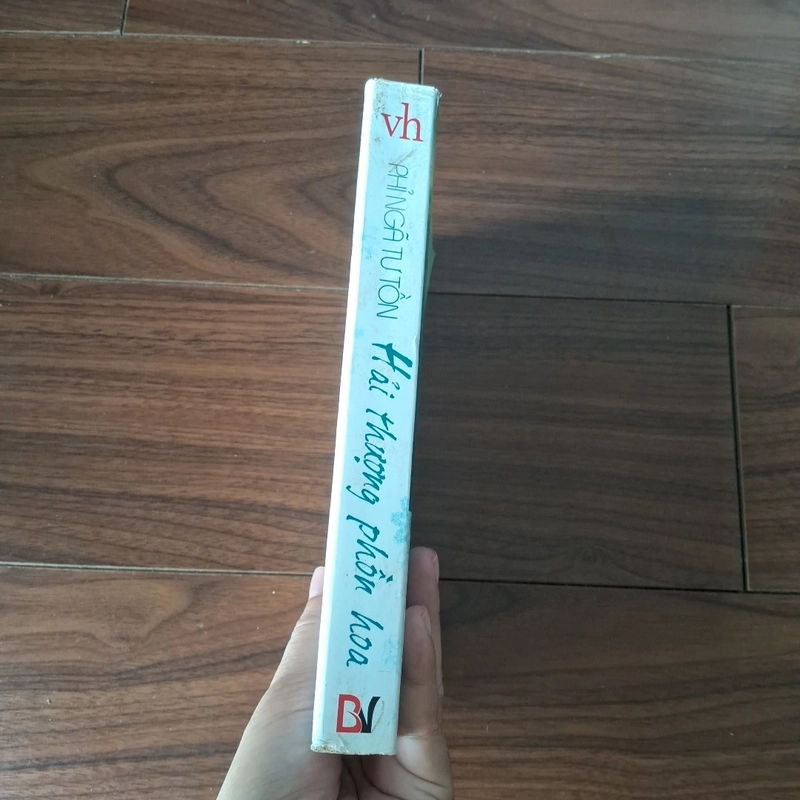 vh
PHỈ NGÃ TƯ TỒN
Hải thượng phồn hoa
BV